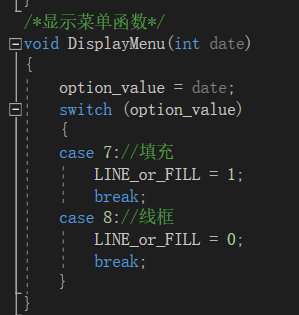 }
/*显示菜单函数*/
void DisplayMenu(int date)
{
option_value = date;
switch (option_value)
{
case 7://填充
LINE_or_FILL = 1;
break;
case 8://线框
LINE_or_FILL = 0;
break;
}
}